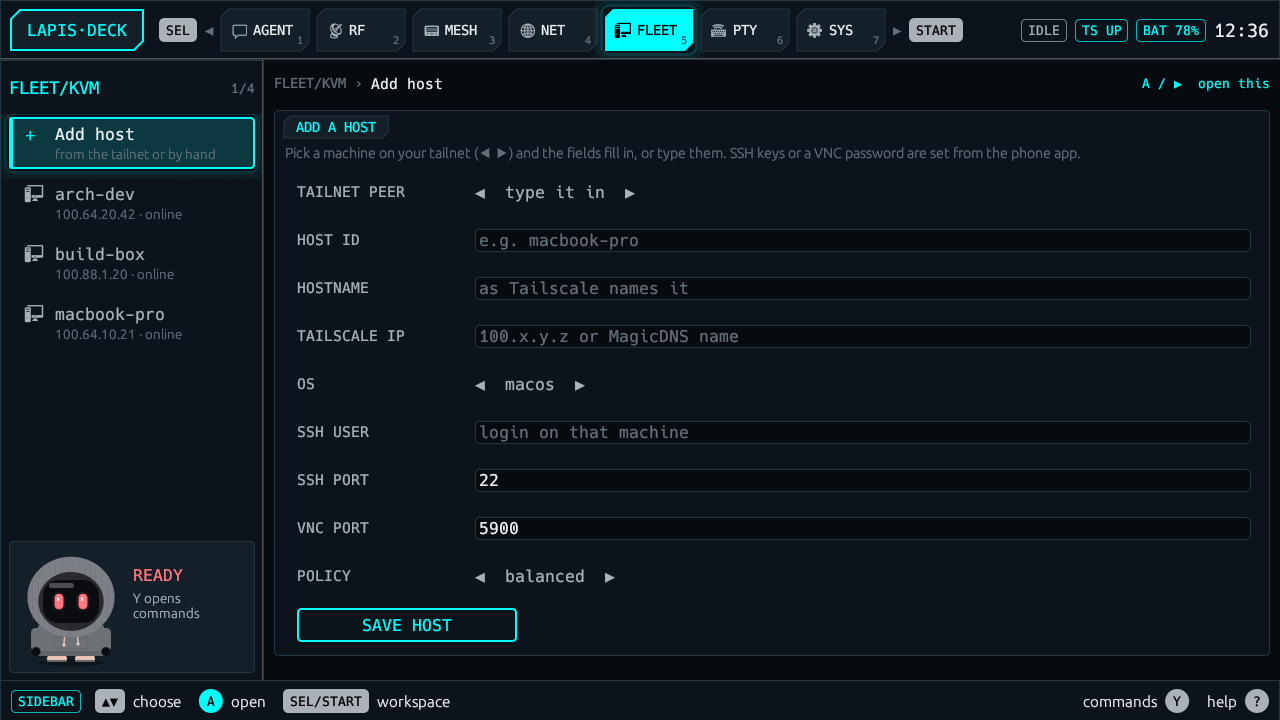 LAPIS·DECK SEL ◀ AGENT 1 RF 2 MESH 3 NET 4 FLEET 5 PTY 6 SYS 7 ▶ START IDLE TS UP BAT 78% 12:36
FLEET/KVM 1/4
+ Add host
from the tailnet or by hand
arch-dev
100.64.20.42 · online
build-box
100.88.1.20 · online
macbook-pro
100.64.10.21 · online
READY
Y opens
commands
FLEET/KVM › Add host A / ▶ open this
ADD A HOST
Pick a machine on your tailnet (◀ ▶) and the fields fill in, or type them. SSH keys or a VNC password are set from the phone app.
TAILNET PEER ◀ type it in ▶
HOST ID e.g. macbook-pro
HOSTNAME as Tailscale names it
TAILSCALE IP 100.x.y.z or MagicDNS name
OS ◀ macos ▶
SSH USER login on that machine
SSH PORT 22
VNC PORT 5900
POLICY ◀ balanced ▶
SAVE HOST
SIDEBAR ▲▼ choose A open SEL/START workspace commands Y help ?